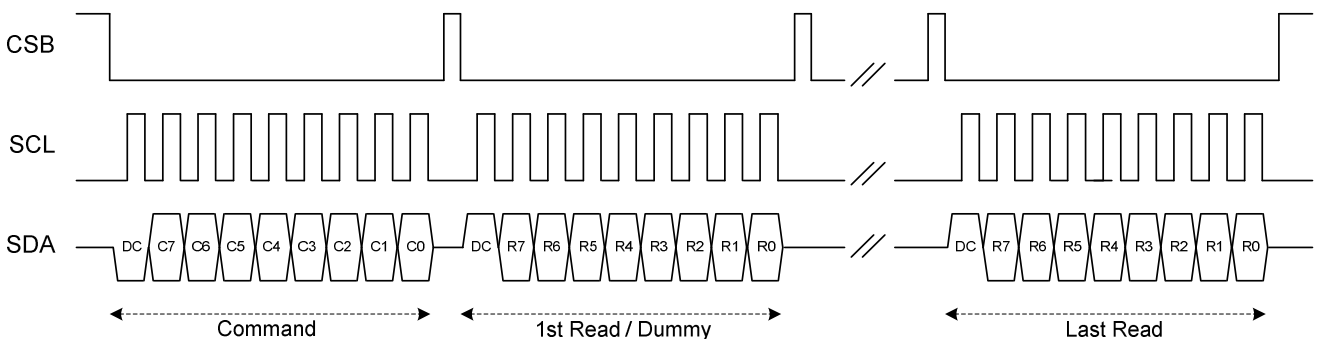 CSB
SCL
SDA DC C7 C6 C5 C4 C3 C2 C1 C0 DC R7 R6 R5 R4 R3 R2 R1 R0 DC R7 R6 R5 R4 R3 R2 R1 R0
Command 1st Read / Dummy Last Read